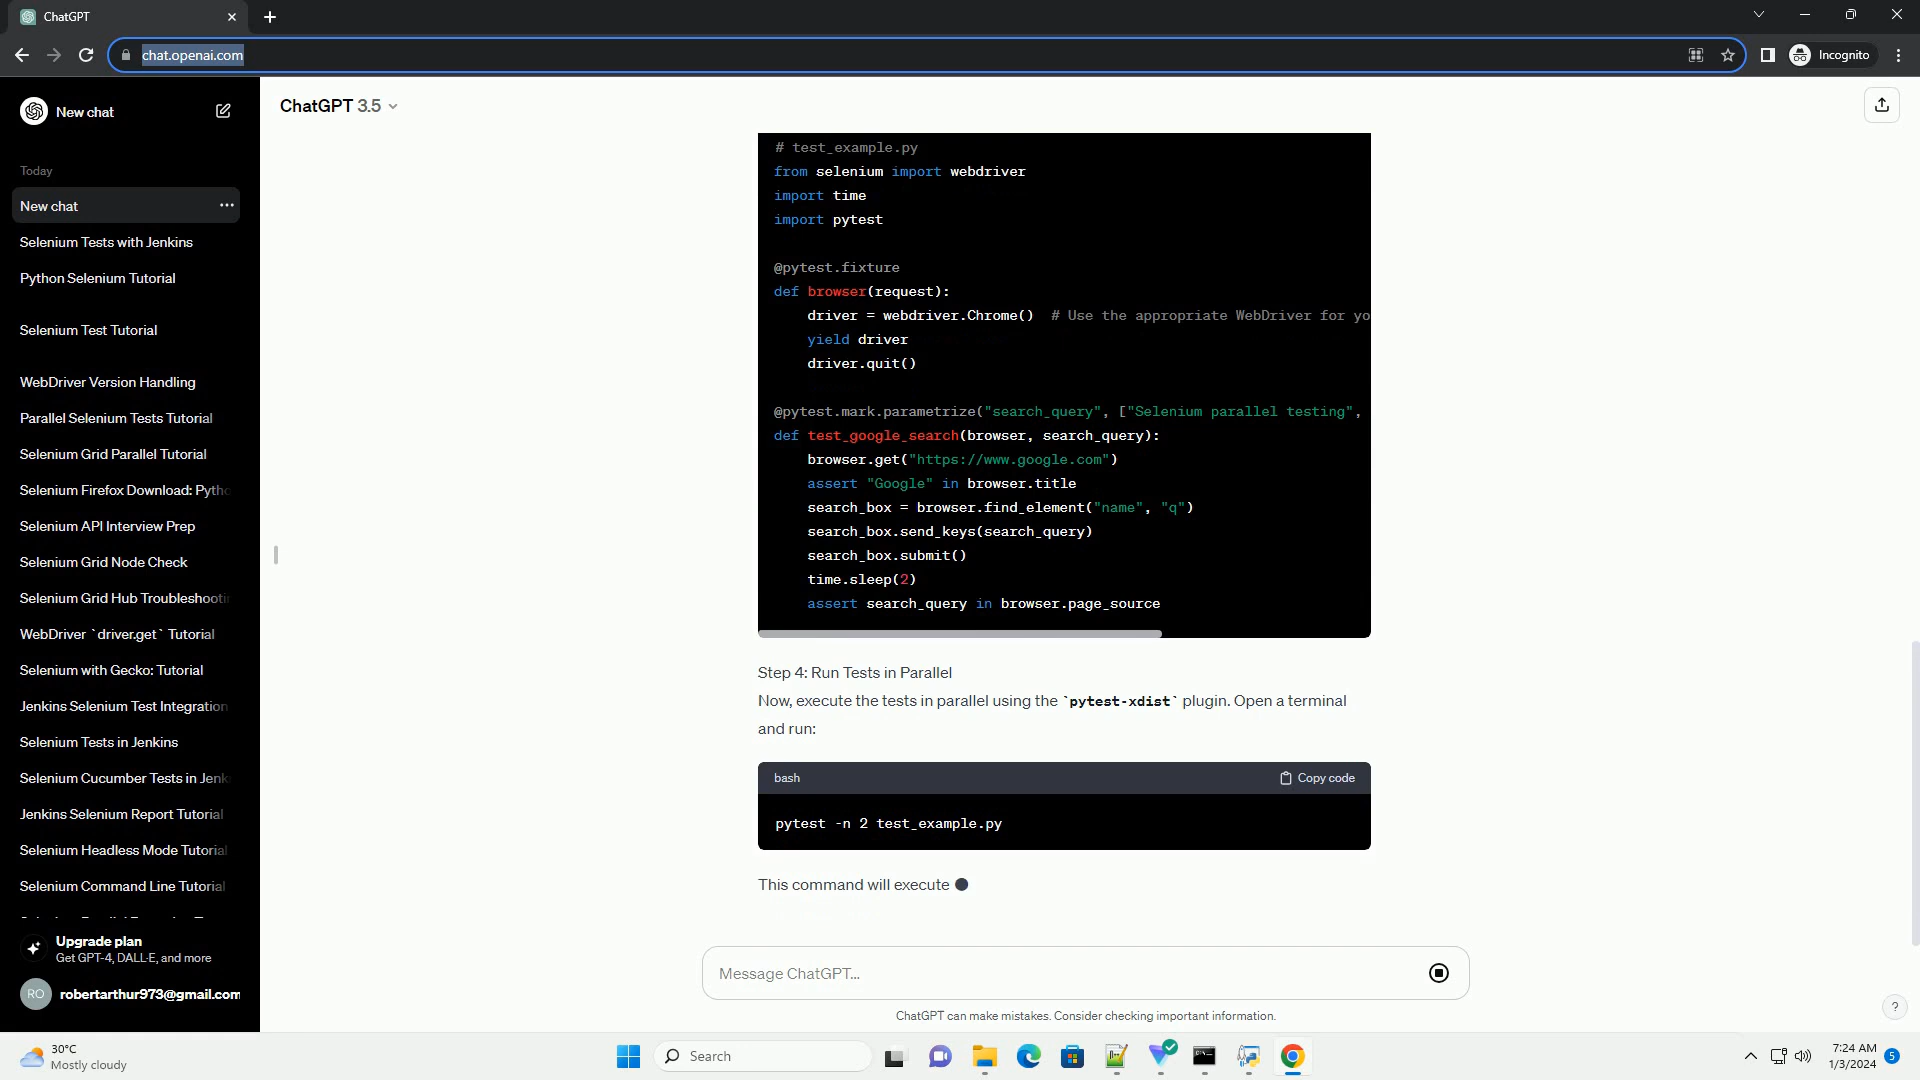 ChatGPT
chat.openai.com
Incognito
New chat
ChatGPT 3.5
Today
New chat
Selenium Tests with Jenkins
Python Selenium Tutorial
Selenium Test Tutorial
WebDriver Version Handling
Parallel Selenium Tests Tutorial
Selenium Grid Parallel Tutorial
Selenium Firefox Download: Pytho
Selenium API Interview Prep
Selenium Grid Node Check
Selenium Grid Hub Troubleshootin
WebDriver `driver.get` Tutorial
Selenium with Gecko: Tutorial
Jenkins Selenium Test Integration
Selenium Tests in Jenkins
Selenium Cucumber Tests in Jenk
Jenkins Selenium Report Tutorial
Selenium Headless Mode Tutorial
Selenium Command Line Tutorial
Upgrade plan
Get GPT-4, DALL·E, and more
RO
robertarthur973@gmail.com
# test_example.py
from selenium import webdriver
import time
import pytest
@pytest.fixture
def browser(request):
driver = webdriver.Chrome()  # Use the appropriate WebDriver for yo
yield driver
driver.quit()
@pytest.mark.parametrize("search_query", ["Selenium parallel testing",
def test_google_search(browser, search_query):
browser.get("https://www.google.com")
assert "Google" in browser.title
search_box = browser.find_element("name", "q")
search_box.send_keys(search_query)
search_box.submit()
time.sleep(2)
assert search_query in browser.page_source
Step 4: Run Tests in Parallel
Now, execute the tests in parallel using the `pytest-xdist` plugin. Open a terminal
and run:
bash
Copy code
pytest -n 2 test_example.py
This command will execute
Message ChatGPT...
ChatGPT can make mistakes. Consider checking important information.
?
30°C
Mostly cloudy
Search
7:24 AM
1/3/2024
5